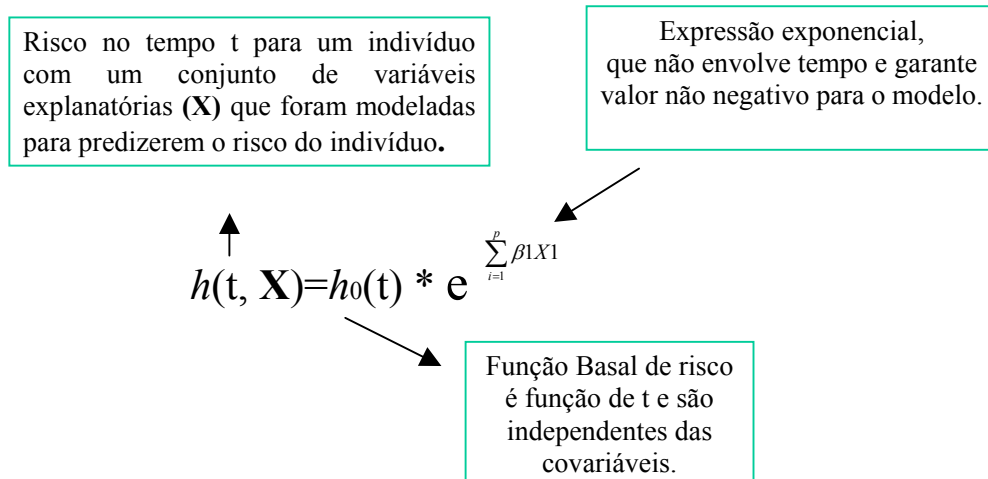 Risco no tempo t para um indivíduo
com um conjunto de variáveis
explanatórias (X) que foram modeladas
para predizerem o risco do indivíduo.
Expressão exponencial,
que não envolve tempo e garante
valor não negativo para o modelo.
h(t, X)=h0(t) * e ∑ᵖᵢ₌₁ β1X1
Função Basal de risco
é função de t e são
independentes das
covariáveis.